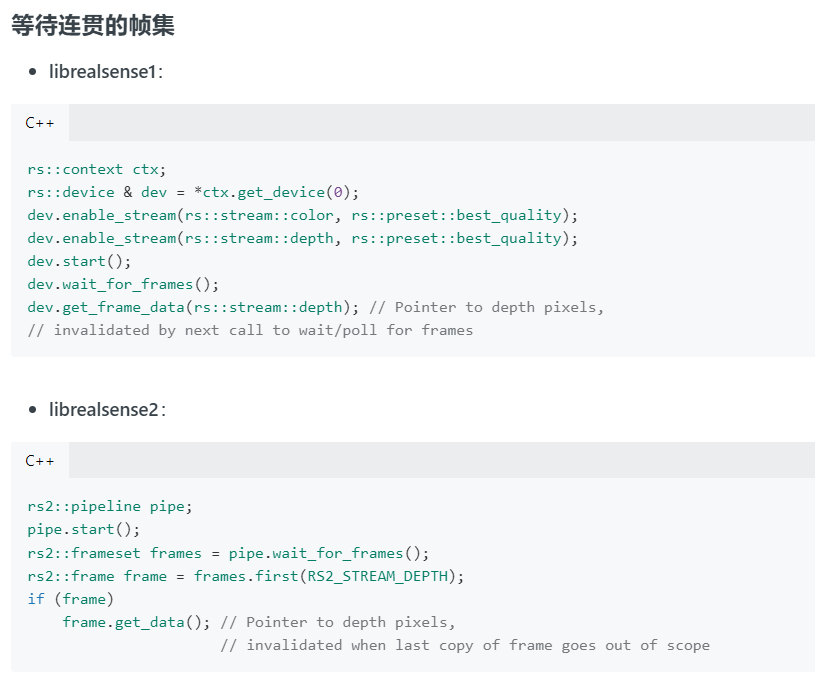 等待连贯的帧集
• librealsense1：
C++
rs::context ctx;
rs::device & dev = *ctx.get_device(0);
dev.enable_stream(rs::stream::color, rs::preset::best_quality);
dev.enable_stream(rs::stream::depth, rs::preset::best_quality);
dev.start();
dev.wait_for_frames();
dev.get_frame_data(rs::stream::depth); // Pointer to depth pixels,
// invalidated by next call to wait/poll for frames
• librealsense2：
C++
rs2::pipeline pipe;
pipe.start();
rs2::frameset frames = pipe.wait_for_frames();
rs2::frame frame = frames.first(RS2_STREAM_DEPTH);
if (frame)
    frame.get_data(); // Pointer to depth pixels,
                      // invalidated when last copy of frame goes out of scope